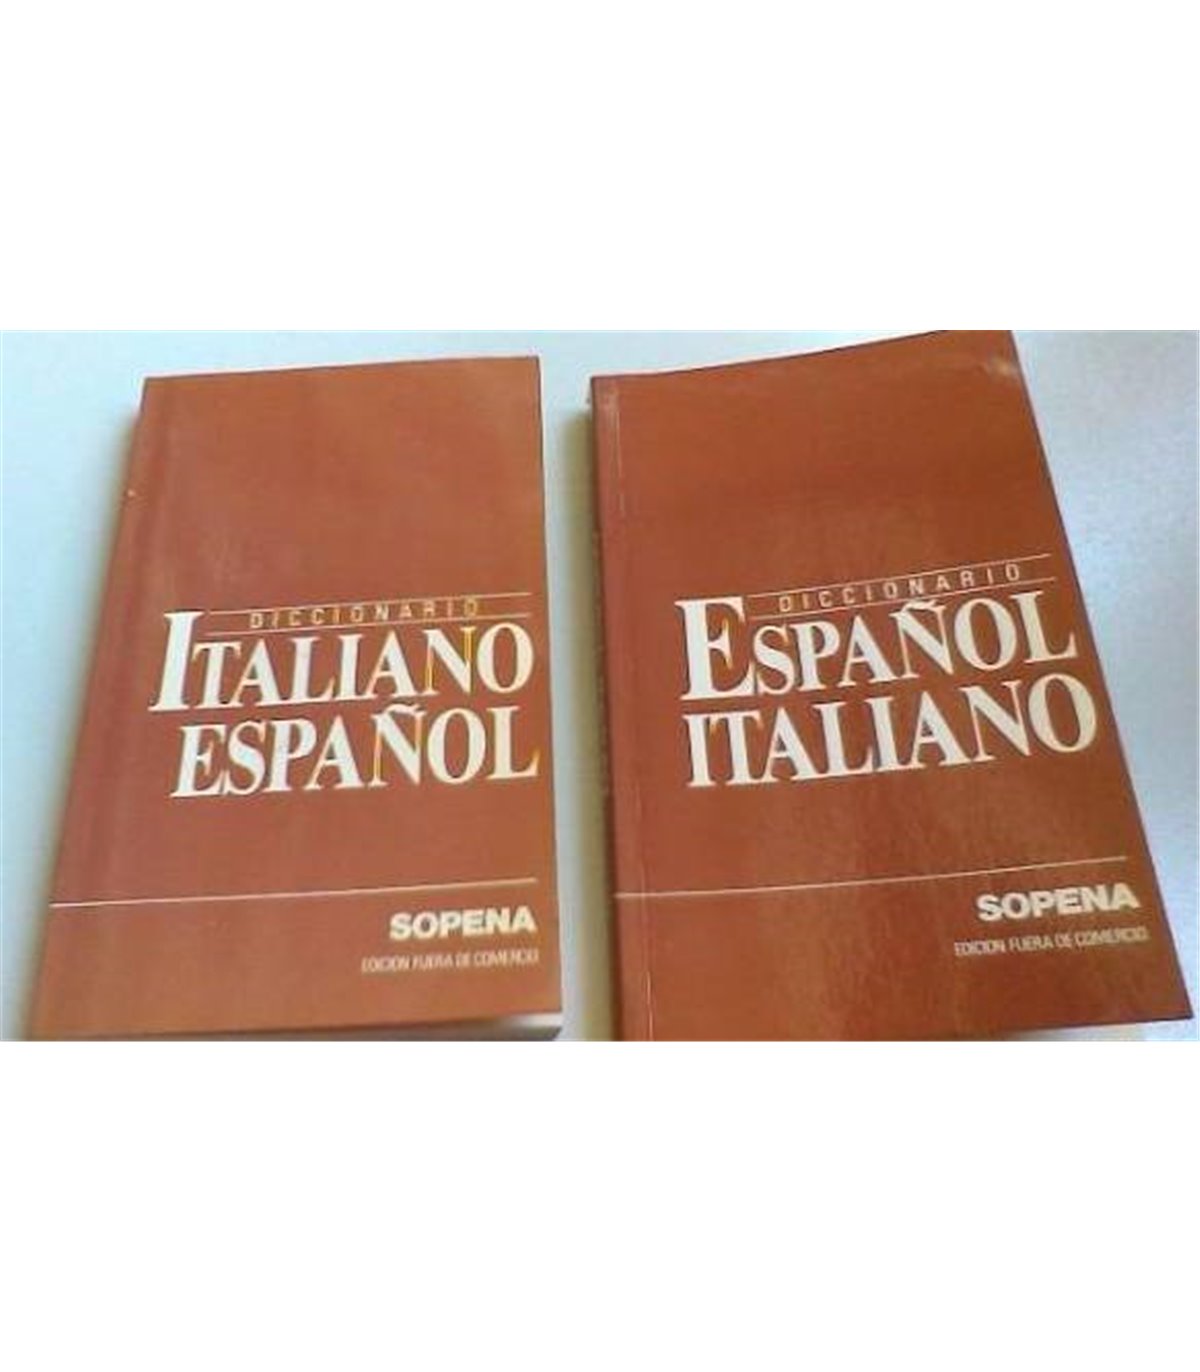 DICCIONARIO
ITALIANO
ESPAÑOL
SOPENA
EDICION FUERA DE COMERCIO
DICCIONARIO
ESPAÑOL
ITALIANO
SOPENA
EDICION FUERA DE COMERCIO